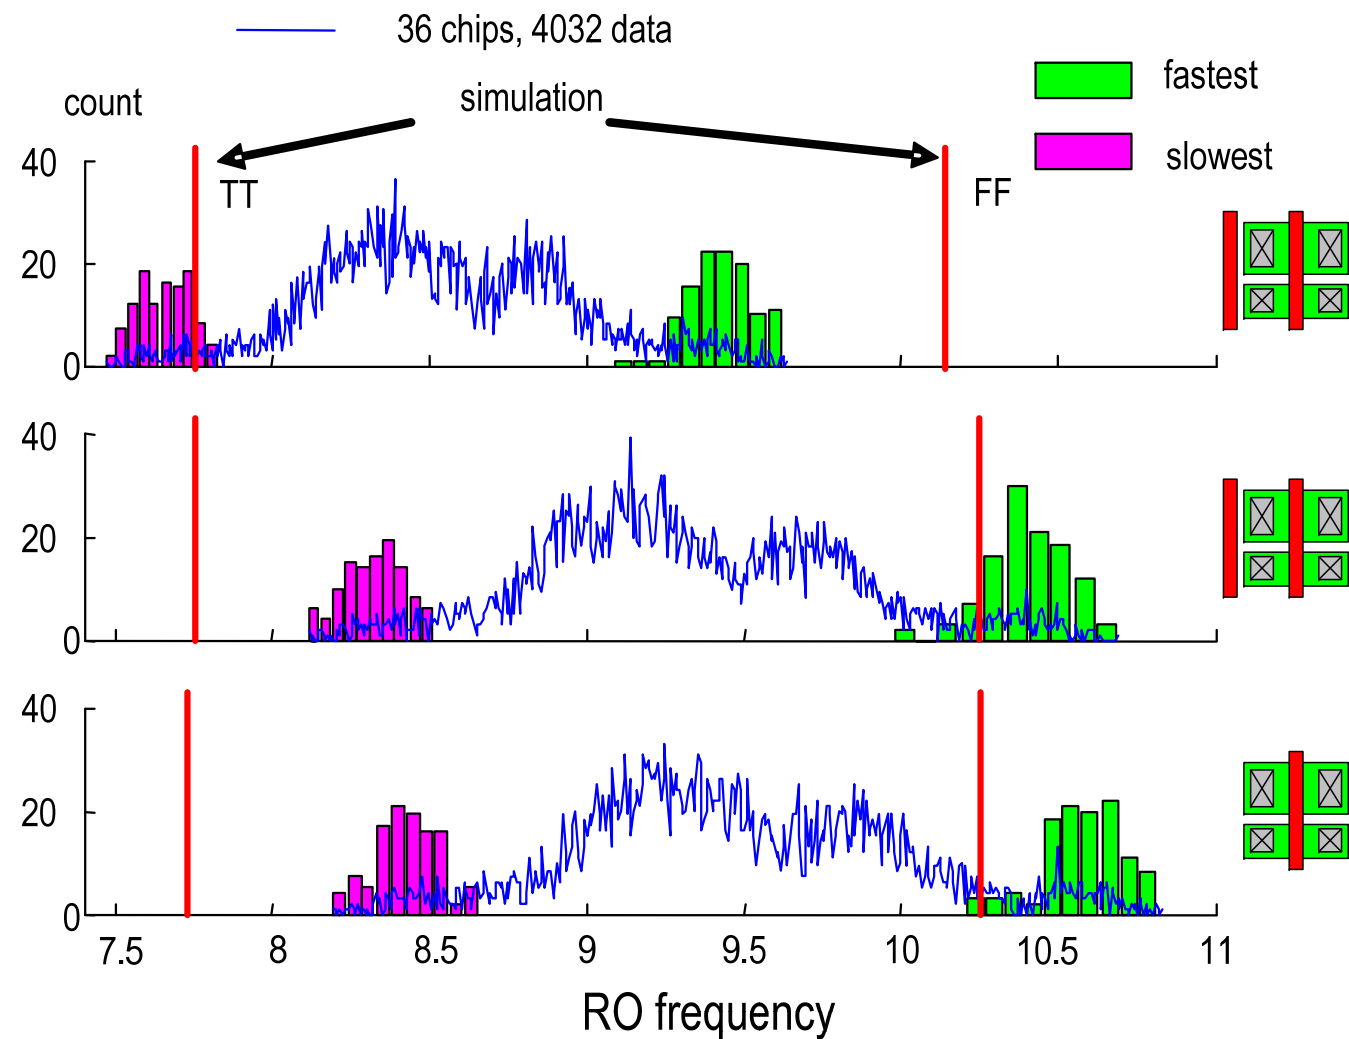 36 chips, 4032 data
fastest
count
simulation
slowest
40
TT
FF
20
0
40
20
0
40
20
0
7.5 8 8.5 9 9.5 10 10.5 11
RO frequency